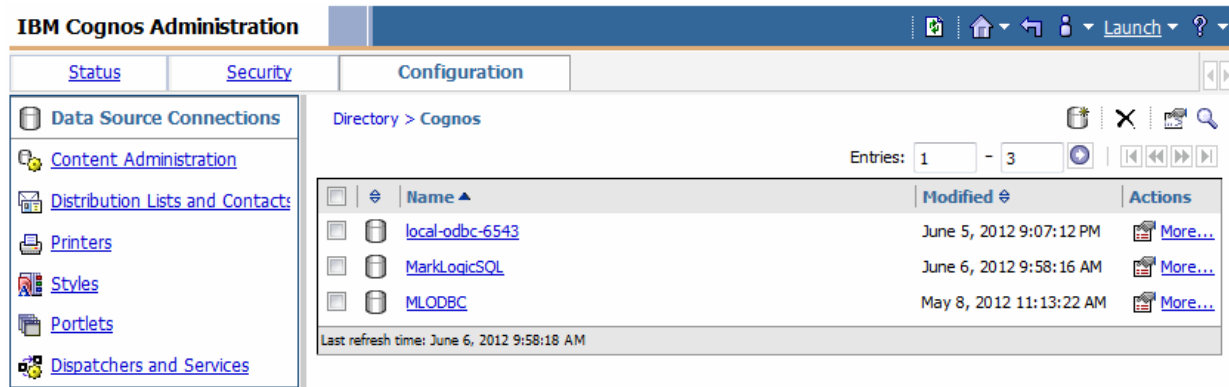 IBM Cognos Administration
Launch
Status Security Configuration
Data Source Connections
Content Administration
Distribution Lists and Contacts
Printers
Styles
Portlets
Dispatchers and Services
Directory > Cognos
Entries: 1 - 3
Name Modified Actions
local-odbc-6543 June 5, 2012 9:07:12 PM More...
MarkLogicSQL June 6, 2012 9:58:16 AM More...
MLODBC May 8, 2012 11:13:22 AM More...
Last refresh time: June 6, 2012 9:58:18 AM